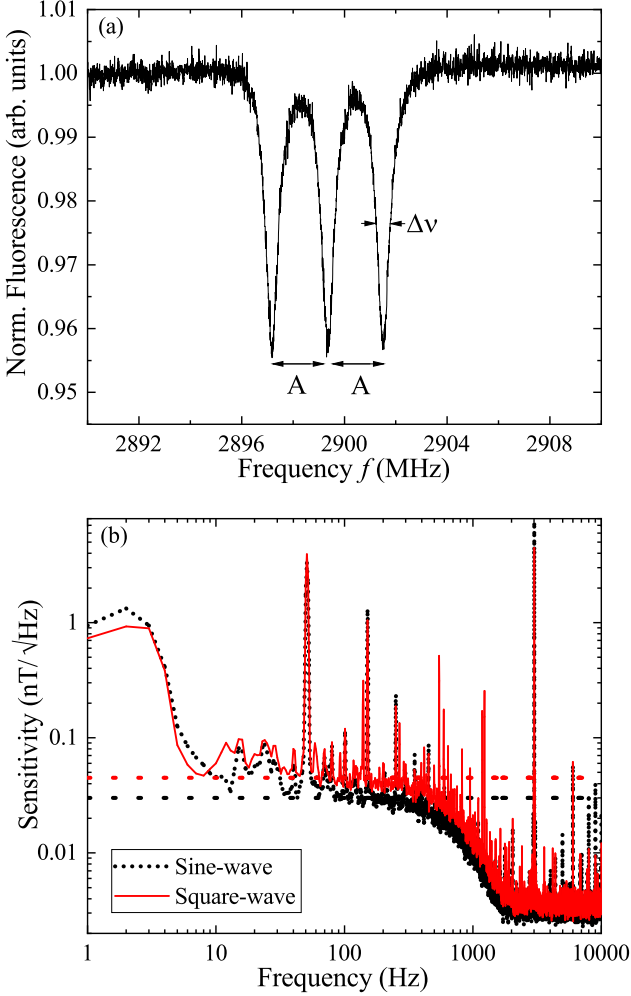 (a)
Norm. Fluorescence (arb. units)
1.01
1.00
0.99
0.98
0.97
0.96
0.95
Δν
A A
2892 2896 2900 2904 2908
Frequency f (MHz)
(b)
Sensitivity (nT/ √Hz)
1
0.1
0.01
Sine-wave
Square-wave
1 10 100 1000 10000
Frequency (Hz)